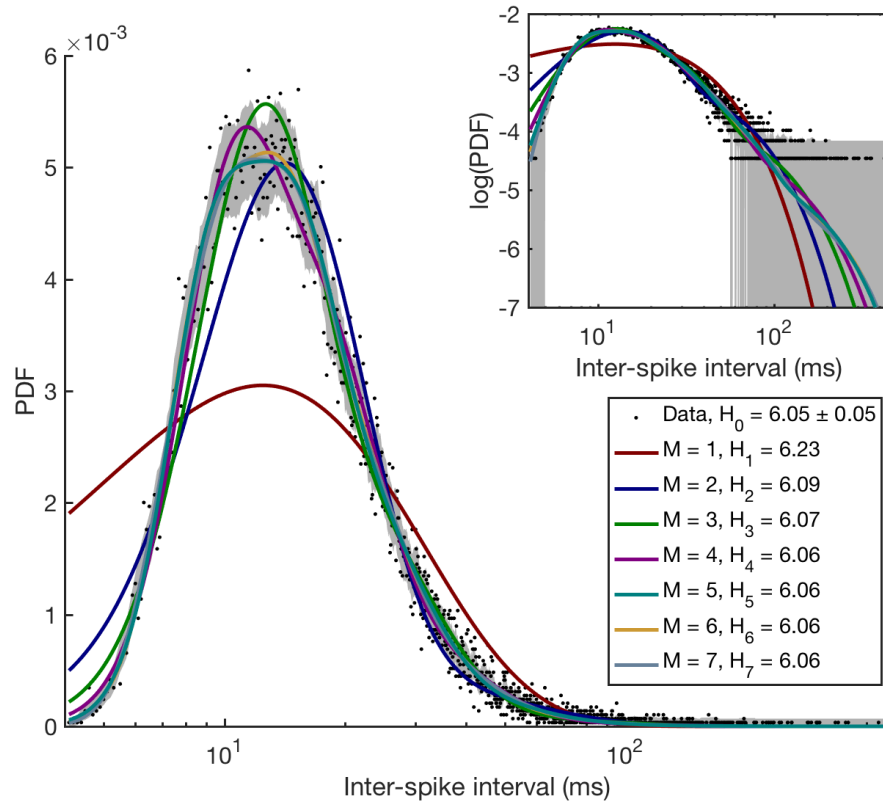 ×10⁻³
6
5
4
3
2
1
0
PDF
10¹
10²
Inter-spike interval (ms)
-2
-3
-4
-5
-6
-7
log(PDF)
10¹
10²
Inter-spike interval (ms)
Data, H₀ = 6.05 ± 0.05
M = 1, H₁ = 6.23
M = 2, H₂ = 6.09
M = 3, H₃ = 6.07
M = 4, H₄ = 6.06
M = 5, H₅ = 6.06
M = 6, H₆ = 6.06
M = 7, H₇ = 6.06